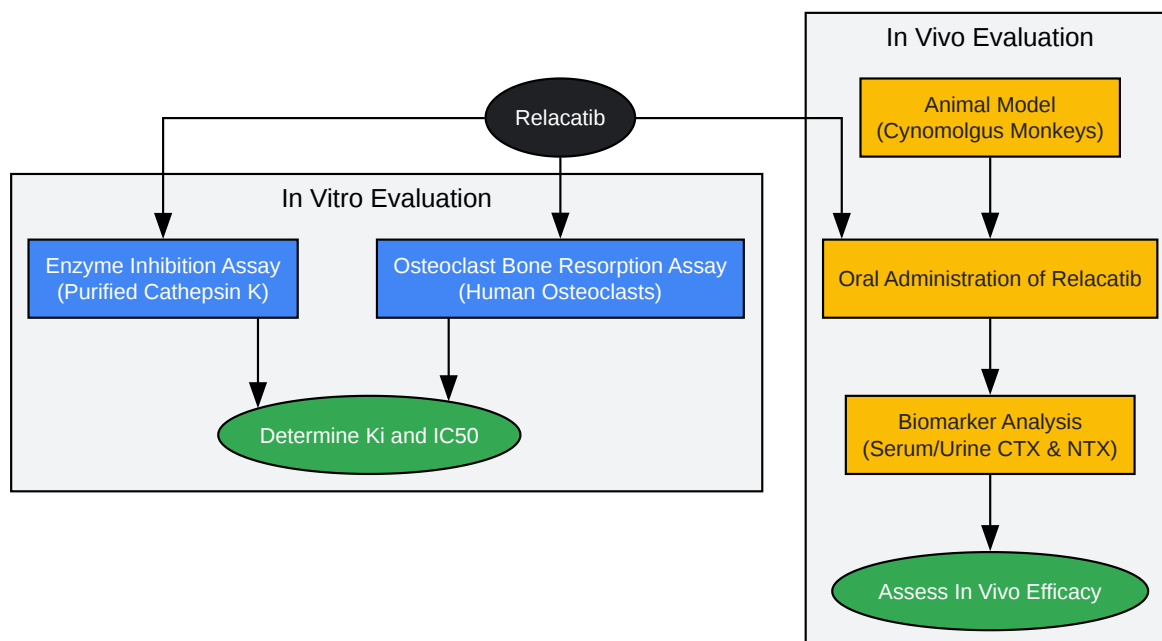 In Vivo Evaluation
Animal Model
(Cynomolgus Monkeys)
Relacatib
In Vitro Evaluation
Enzyme Inhibition Assay
(Purified Cathepsin K)
Osteoclast Bone Resorption Assay
(Human Osteoclasts)
Oral Administration of Relacatib
Determine Ki and IC50
Biomarker Analysis
(Serum/Urine CTX & NTX)
Assess In Vivo Efficacy